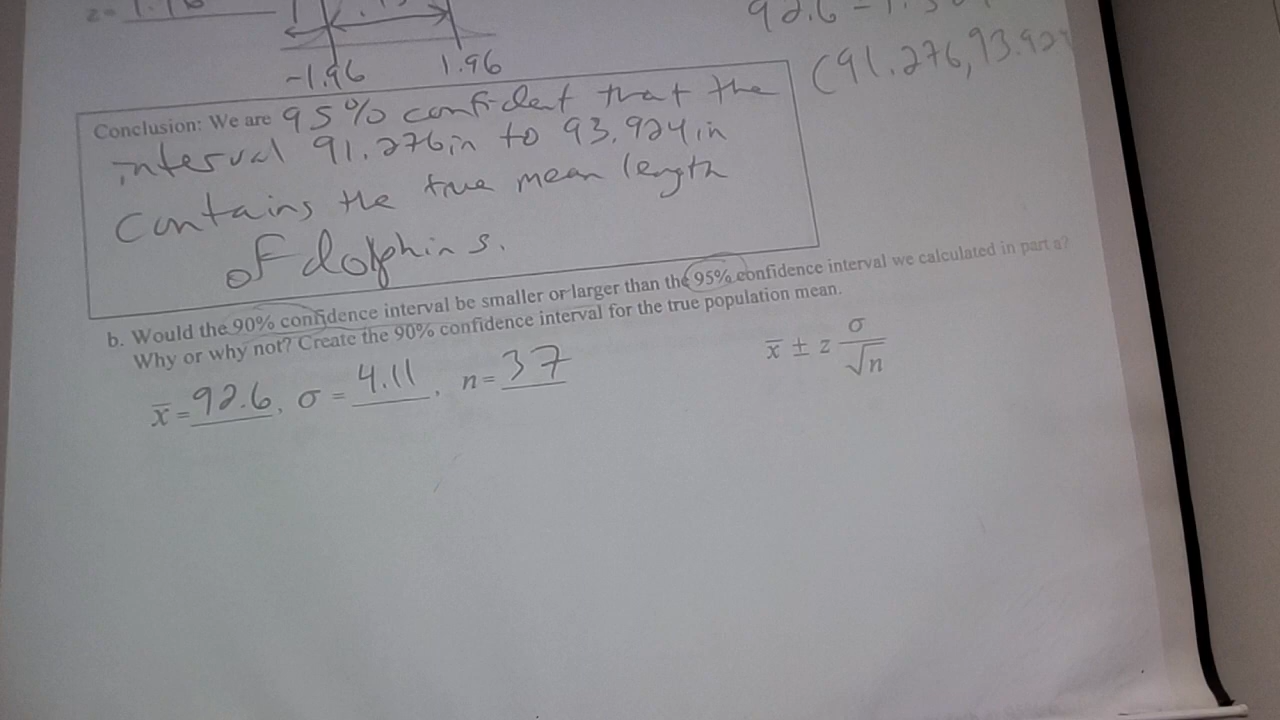 z=
-1.96 1.96
(91.276, 93.92
Conclusion: We are 95% confident that the
interval 91.276in to 93.924in
contains the true mean length
of dolphins.
b. Would the 90% confidence interval be smaller or larger than the 95% confidence interval we calculated in part a?
Why or why not? Create the 90% confidence interval for the true population mean.
x̄ = 92.6, σ = 4.11, n = 37
x̄ ± z σ/√n